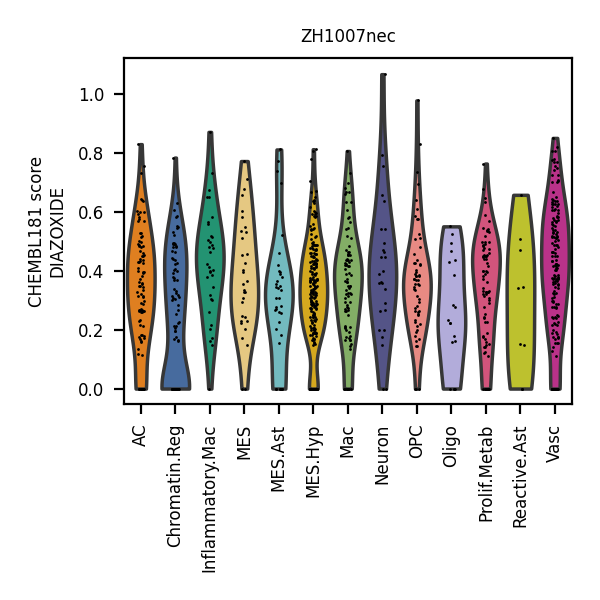 ZH1007nec
CHEMBL181 score
DIAZOXIDE
1.0
0.8
0.6
0.4
0.2
0.0
AC
Chromatin.Reg
Inflammatory.Mac
MES
MES.Ast
MES.Hyp
Mac
Neuron
OPC
Oligo
Prolif.Metab
Reactive.Ast
Vasc